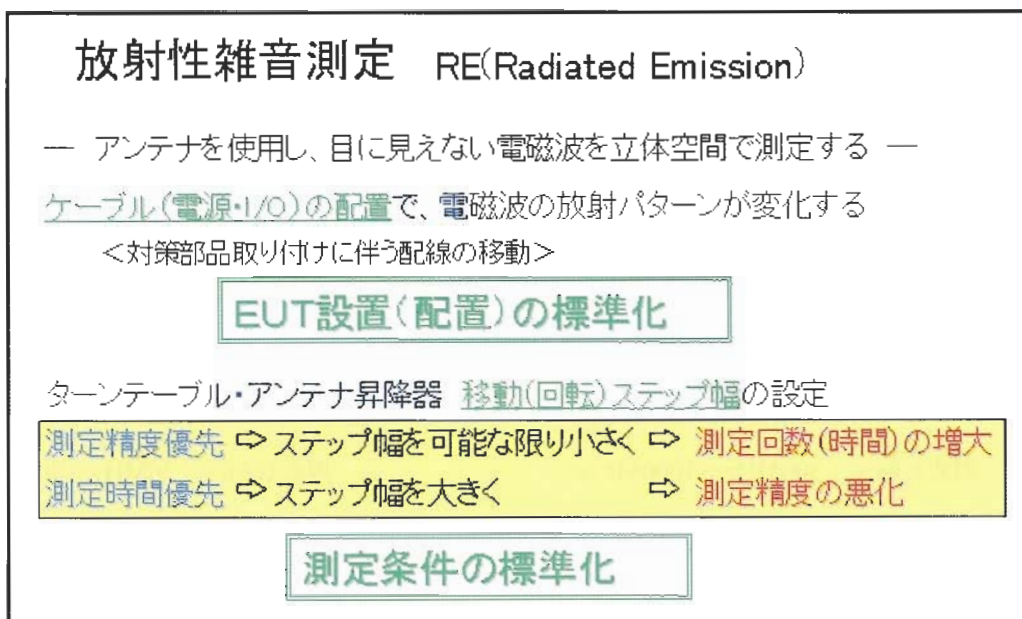 放射性雑音測定 RE(Radiated Emission)
― アンテナを使用し、目に見えない電磁波を立体空間で測定する ―
ケーブル(電源・I/O)の配置で、電磁波の放射パターンが変化する
<対策部品取り付けに伴う配線の移動>
EUT設置(配置)の標準化
ターンテーブル・アンテナ昇降器 移動(回転)ステップ幅の設定
測定精度優先 ⇨ ステップ幅を可能な限り小さく ⇨ 測定回数(時間)の増大
測定時間優先 ⇨ ステップ幅を大きく ⇨ 測定精度の悪化
測定条件の標準化